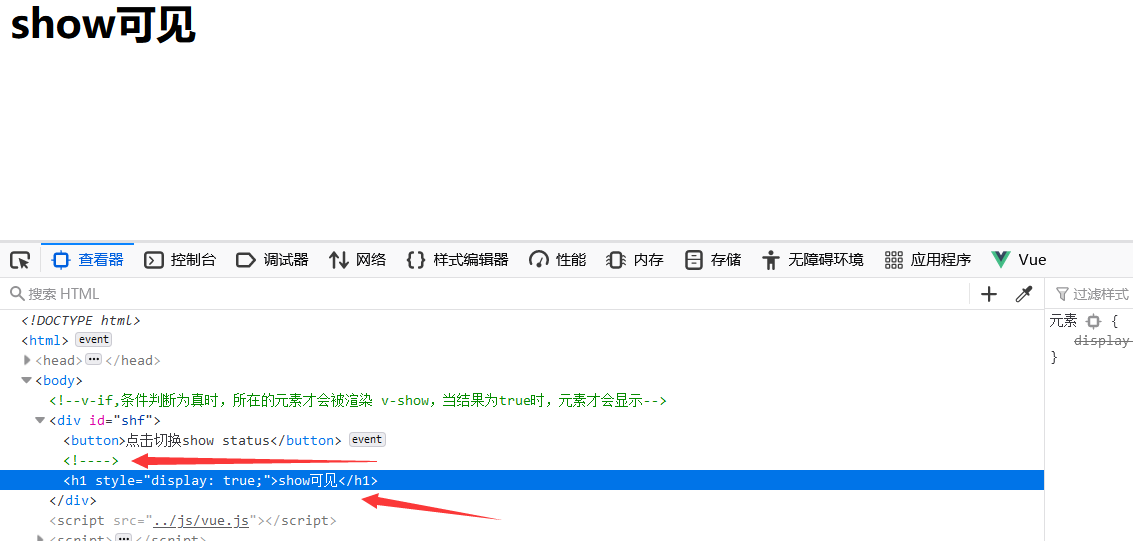 show可见
查看器 控制台 调试器 网络 样式编辑器 性能 内存 存储 无障碍环境 应用程序 Vue
搜索 HTML 过滤样式
<!DOCTYPE html>
<html> event
<head>…</head>
<body>
<!--v-if,条件判断为真时，所在的元素才会被渲染 v-show，当结果为true时，元素才会显示-->
<div id="shf">
<button>点击切换show status</button> event
<!---->
<h1 style="display: true;">show可见</h1>
</div>
<script src="../js/vue.js"></script>
<script>…</script>
元素 {
display
}